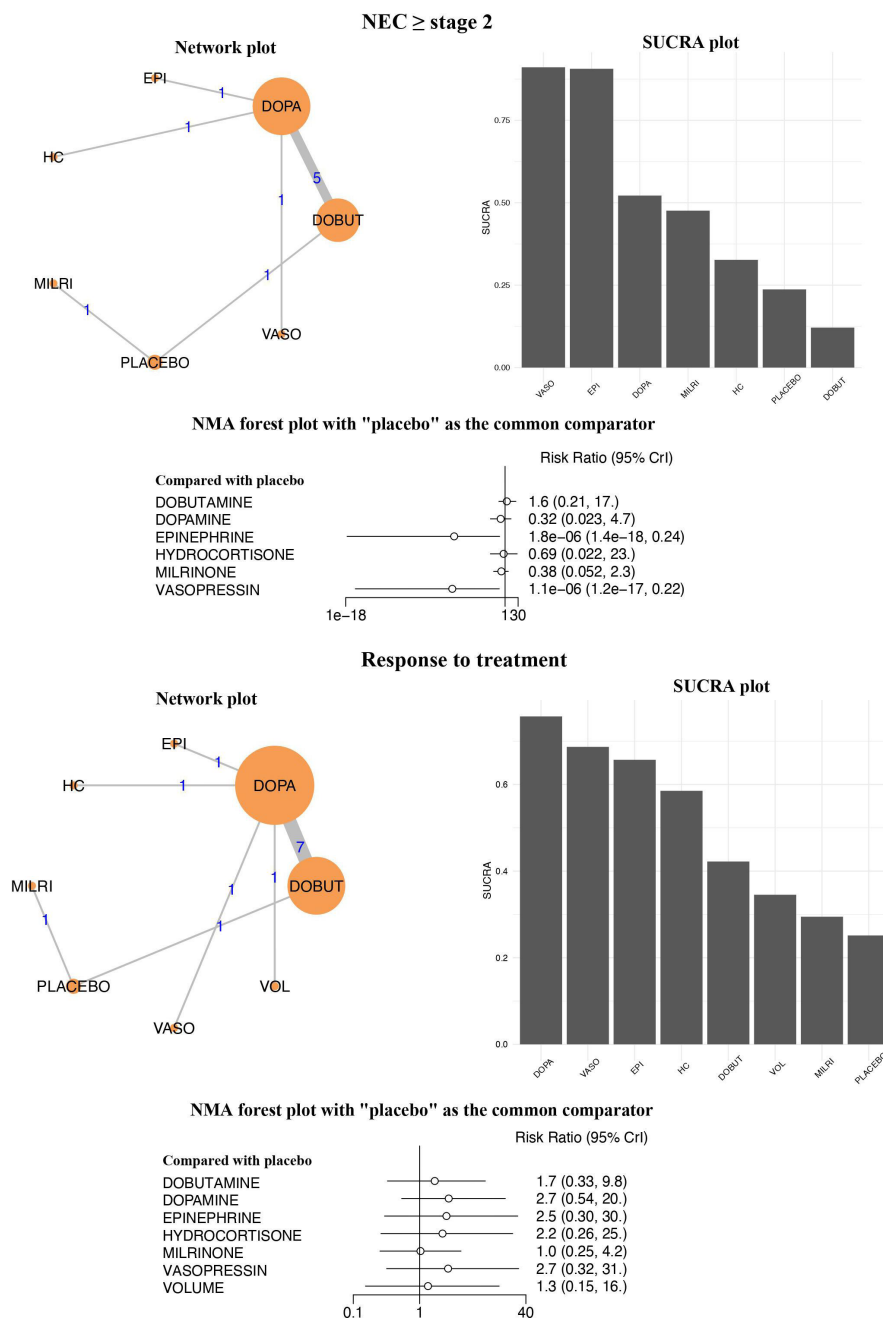 NEC ≥ stage 2
Network plot
SUCRA plot
EPI
DOPA
1
1
HC
5
1
DOBUT
1
MILRI
1
VASO
PLACEBO
SUCRA
0.75
0.50
0.25
0.00
VASO
EPI
DOPA
MILRI
HC
PLACEBO
DOBUT
NMA forest plot with "placebo" as the common comparator
Risk Ratio (95% CrI)
Compared with placebo
DOBUTAMINE 1.6 (0.21, 17.)
DOPAMINE 0.32 (0.023, 4.7)
EPINEPHRINE 1.8e-06 (1.4e-18, 0.24)
HYDROCORTISONE 0.69 (0.022, 23.)
MILRINONE 0.38 (0.052, 2.3)
VASOPRESSIN 1.1e-06 (1.2e-17, 0.22)
1e-18 130
Response to treatment
Network plot
SUCRA plot
EPI
1
HC
1
DOPA
7
MILRI
1
1
DOBUT
1
1
PLACEBO
VOL
VASO
SUCRA
0.6
0.4
0.2
0.0
DOPA
VASO
EPI
HC
DOBUT
VOL
MILRI
PLACEBO
NMA forest plot with "placebo" as the common comparator
Risk Ratio (95% CrI)
Compared with placebo
DOBUTAMINE 1.7 (0.33, 9.8)
DOPAMINE 2.7 (0.54, 20.)
EPINEPHRINE 2.5 (0.30, 30.)
HYDROCORTISONE 2.2 (0.26, 25.)
MILRINONE 1.0 (0.25, 4.2)
VASOPRESSIN 2.7 (0.32, 31.)
VOLUME 1.3 (0.15, 16.)
0.1 1 40